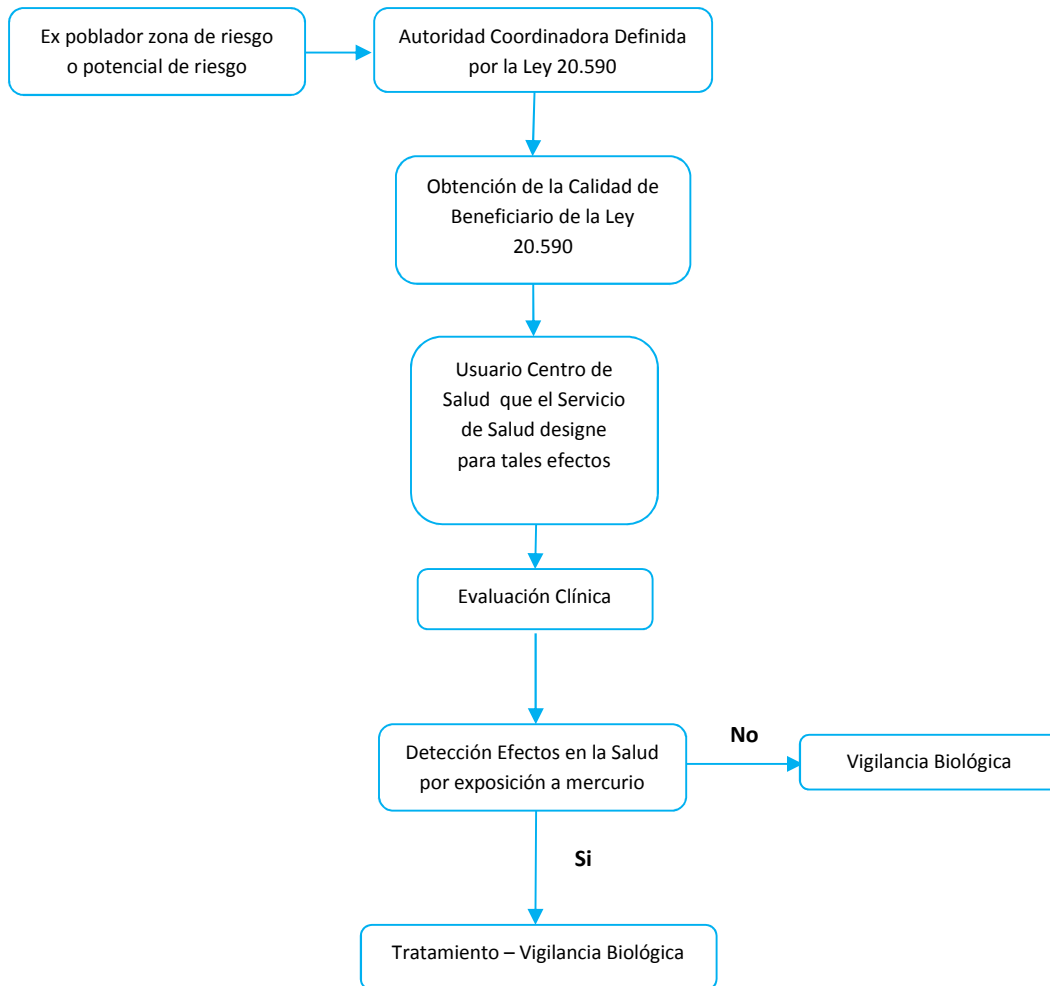 Ex poblador zona de riesgo
o potencial de riesgo
Autoridad Coordinadora Definida
por la Ley 20.590
Obtención de la Calidad de
Beneficiario de la Ley
20.590
Usuario Centro de
Salud que el Servicio
de Salud designe
para tales efectos
Evaluación Clínica
Detección Efectos en la Salud
por exposición a mercurio
No
Vigilancia Biológica
Si
Tratamiento – Vigilancia Biológica